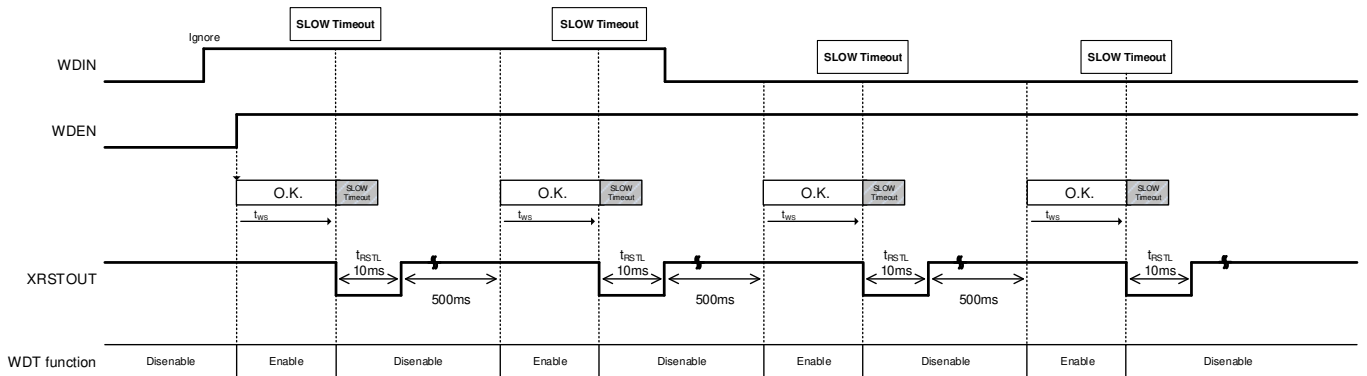 SLOW Timeout
SLOW Timeout
Ignore
SLOW Timeout
SLOW Timeout
WDIN
WDEN
O.K.
SLOW
Timeout
O.K.
SLOW
Timeout
O.K.
SLOW
Timeout
O.K.
SLOW
Timeout
tWS
tWS
tWS
tWS
tRSTL
10ms
tRSTL
10ms
tRSTL
10ms
tRSTL
10ms
XRSTOUT
500ms
500ms
500ms
WDT function
Disenable
Enable
Disenable
Enable
Disenable
Enable
Disenable
Enable
Disenable